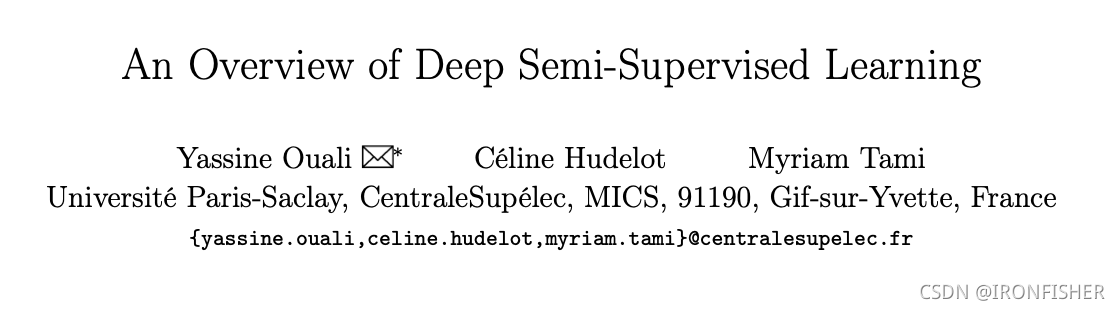 An Overview of Deep Semi-Supervised Learning
Yassine Ouali ✉* Céline Hudelot Myriam Tami
Université Paris-Saclay, CentraleSupélec, MICS, 91190, Gif-sur-Yvette, France
{yassine.ouali,celine.hudelot,myriam.tami}@centralesupelec.fr
CSDN @IRONFISHER